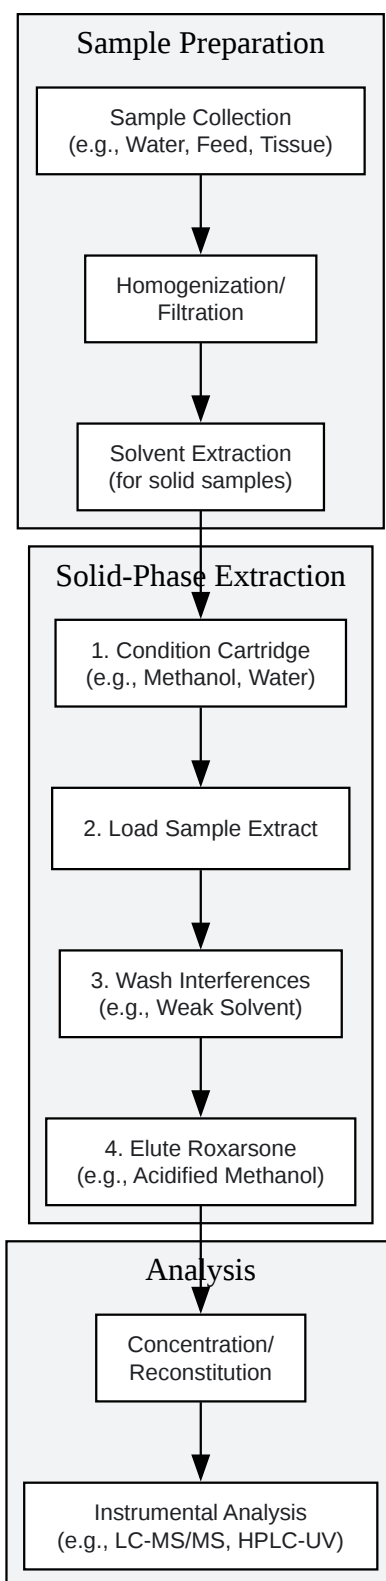 Sample Preparation
Sample Collection
(e.g., Water, Feed, Tissue)
Homogenization/
Filtration
Solvent Extraction
(for solid samples)
Solid-Phase Extraction
1. Condition Cartridge
(e.g., Methanol, Water)
2. Load Sample Extract
3. Wash Interferences
(e.g., Weak Solvent)
4. Elute Roxarsone
(e.g., Acidified Methanol)
Analysis
Concentration/
Reconstitution
Instrumental Analysis
(e.g., LC-MS/MS, HPLC-UV)